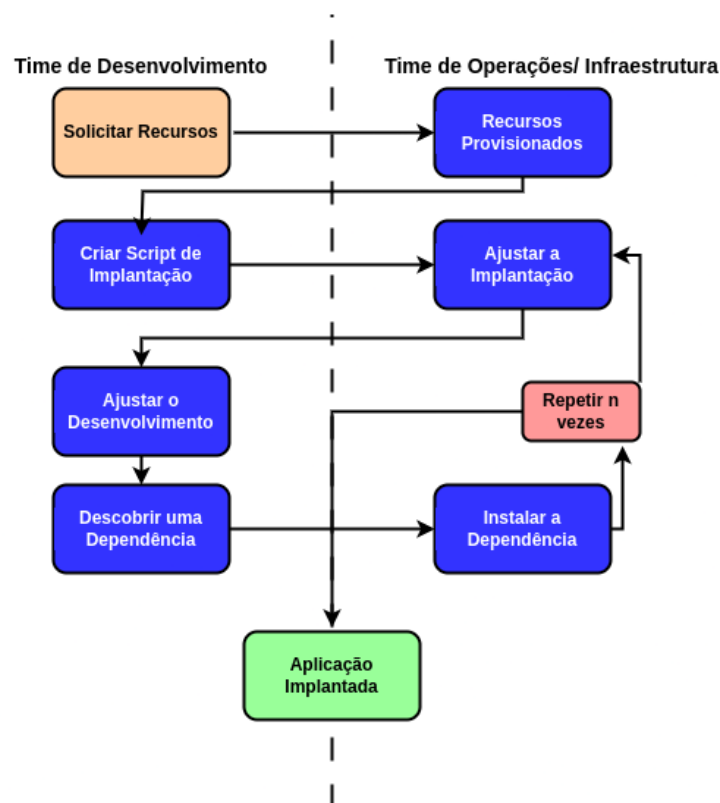 Time de Desenvolvimento
Time de Operações/ Infraestrutura
Solicitar Recursos
Recursos
Provisionados
Criar Script de
Implantação
Ajustar a
Implantação
Ajustar o
Desenvolvimento
Repetir n
vezes
Descobrir uma
Dependência
Instalar a
Dependência
Aplicação
Implantada